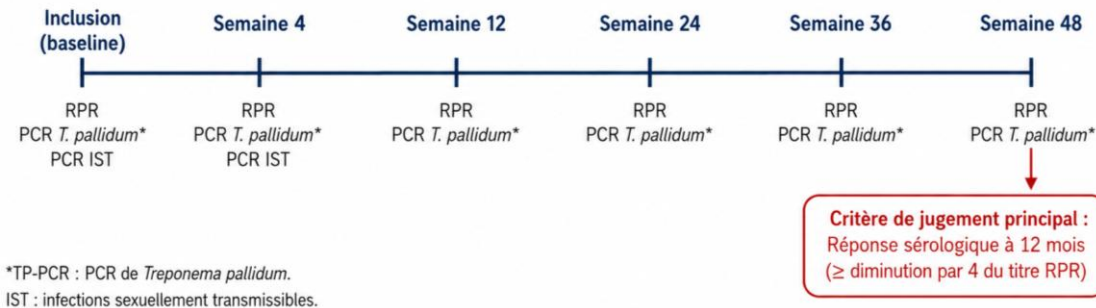 Inclusion
(baseline)
Semaine 4
Semaine 12
Semaine 24
Semaine 36
Semaine 48
RPR
PCR T. pallidum*
PCR IST
RPR
PCR T. pallidum*
PCR IST
RPR
PCR T. pallidum*
RPR
PCR T. pallidum*
RPR
PCR T. pallidum*
RPR
PCR T. pallidum*
Critère de jugement principal :
Réponse sérologique à 12 mois
(≥ diminution par 4 du titre RPR)
*TP-PCR : PCR de Treponema pallidum.
IST : infections sexuellement transmissibles.